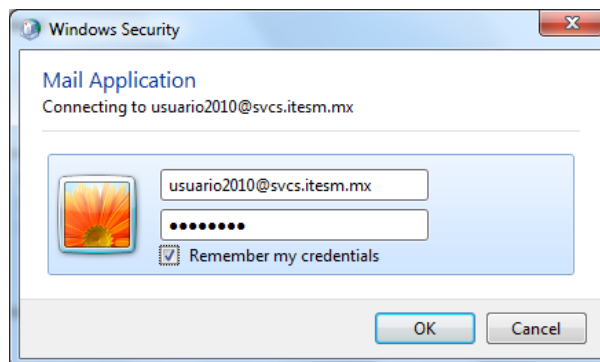 Windows Security
Mail Application
Connecting to usuario2010@svcs.itesm.mx
usuario2010@svcs.itesm.mx
●●●●●●●●
Remember my credentials
OK
Cancel